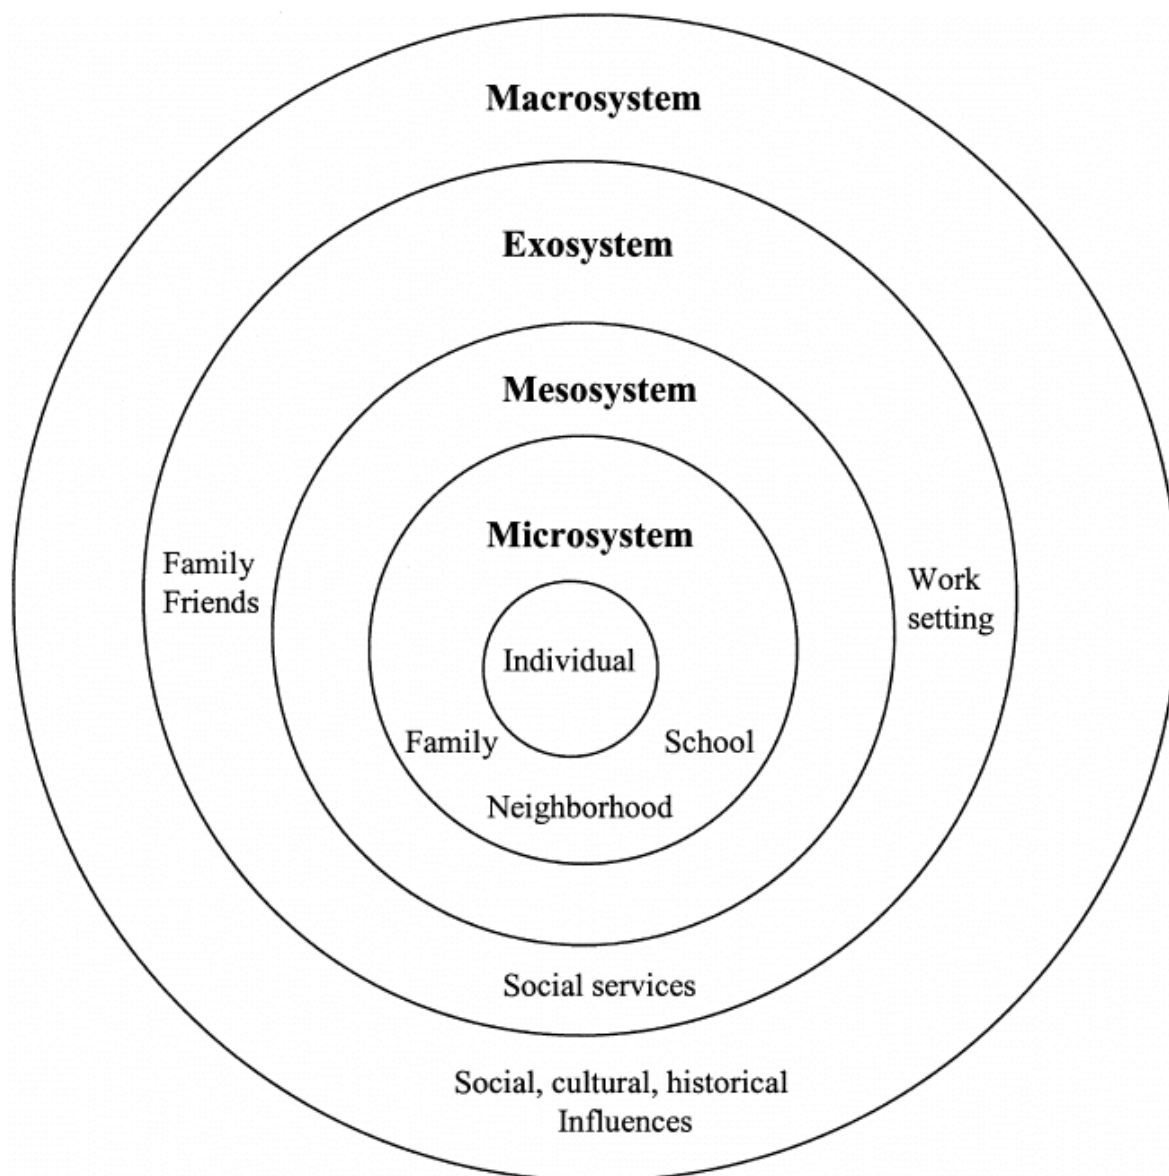 Macrosystem
Exosystem
Mesosystem
Microsystem
Family
Friends
Work
setting
Individual
Family
School
Neighborhood
Social services
Social, cultural, historical
Influences